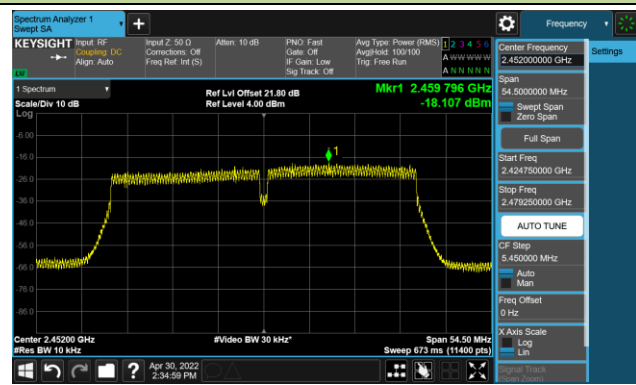 Spectrum Analyzer 1
Swept SA
Frequency
KEYSIGHT
Input: RF
Coupling: DC
Align: Auto
Input Z: 50 Ω
Corrections: Off
Freq Ref: Int (S)
Atten: 10 dB
PNO: Fast
Gate: Off
IF Gain: Low
Sig Track: Off
Avg Type: Power (RMS)
Avg|Hold: 100/100
Trig: Free Run
1 2 3 4 5 6
A W W W W W
A N N N N N
LW
1 Spectrum
Scale/Div 10 dB
Log
Ref Lvl Offset 21.80 dB
Ref Level 4.00 dBm
Mkr1 2.459 796 GHz
-18.107 dBm
-6.00
-16.0
-26.0
-36.0
-46.0
-56.0
-66.0
-76.0
-86.0
1
Center 2.45200 GHz
#Res BW 10 kHz
#Video BW 30 kHz*
Span 54.50 MHz
Sweep 673 ms (11400 pts)
Center Frequency
2.452000000 GHz
Settings
Span
54.5000000 MHz
Swept Span
Zero Span
Full Span
Start Freq
2.424750000 GHz
Stop Freq
2.479250000 GHz
AUTO TUNE
CF Step
5.450000 MHz
Auto
Man
Freq Offset
0 Hz
X Axis Scale
Log
Lin
Signal Track
(Span Zoom)
Apr 30, 2022
2:34:59 PM